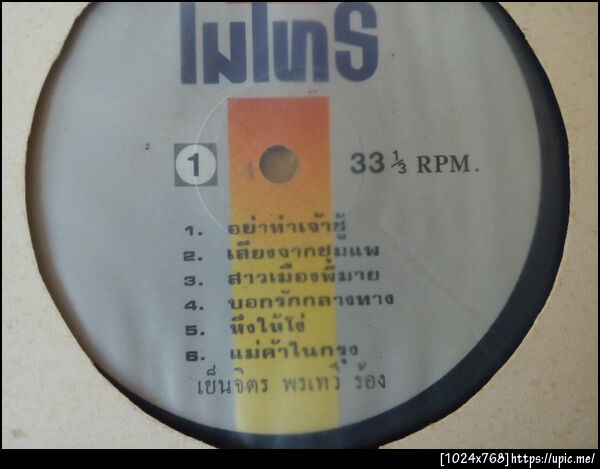 ไมโทร
1
33 ⅓ RPM.
1. อย่าทำเจ้าชู้
2. เสียงจากชุมแพ
3. สาวเมืองพิมาย
4. บอกรักกลางทาง
5. หึงให้โง่
6. แม่ค้าในกรุง
เย็นจิตร พรเทวี ร้อง
[1024x768]https://upic.me/